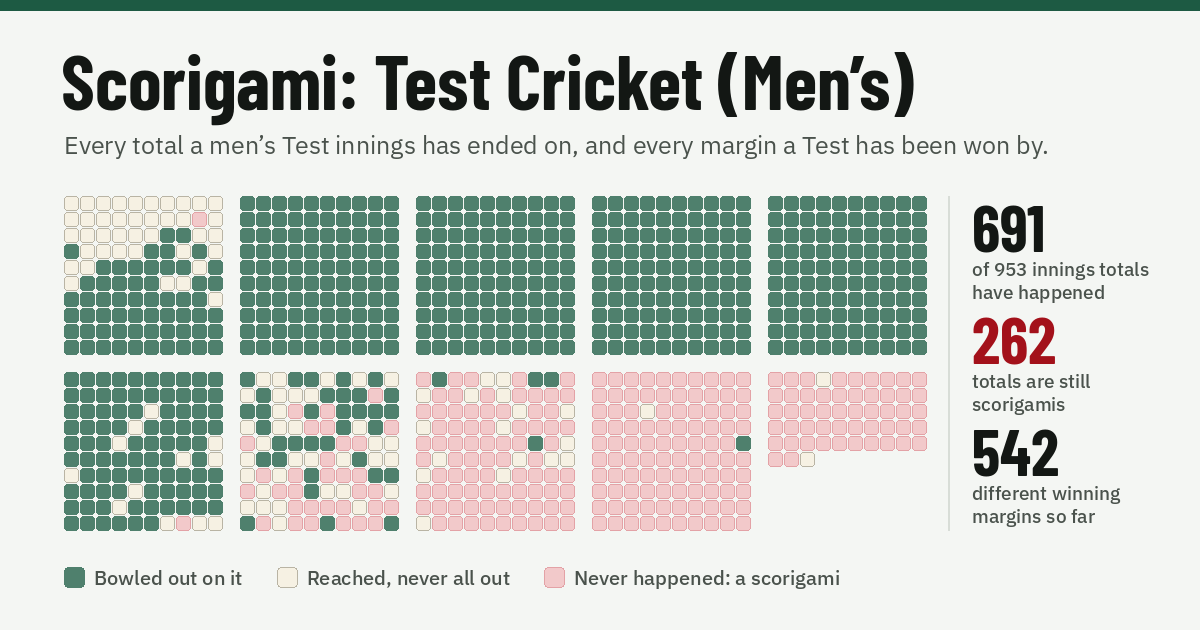 Scorigami: Test Cricket (Men’s)
Every total a men’s Test innings has ended on, and every margin a Test has been won by.
691
of 953 innings totals
have happened
262
totals are still
scorigamis
542
different winning
margins so far
Bowled out on it
Reached, never all out
Never happened: a scorigami